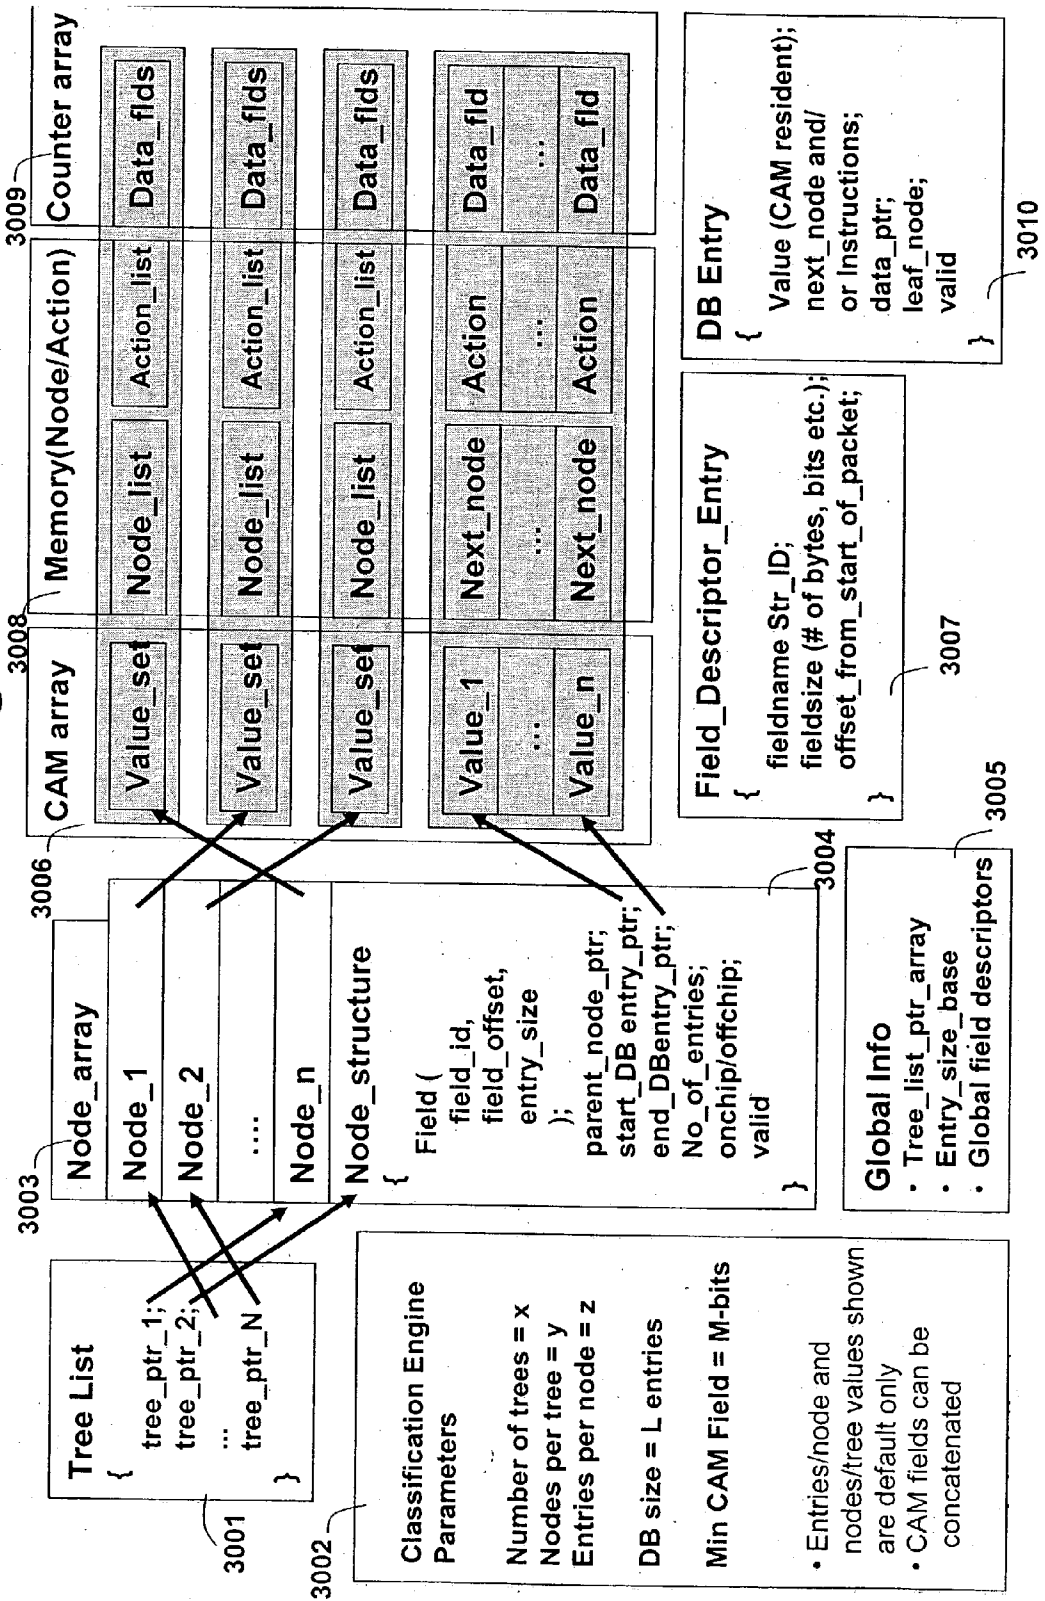 Tree List
{
tree_ptr_1;
tree_ptr_2;
...
tree_ptr_N
}
3001
3002
Classification Engine
Parameters
Number of trees = x
Nodes per tree = y
Entries per node = z
DB size = L entries
Min CAM Field = M-bits
• Entries/node and
nodes/tree values shown
are default only
• CAM fields can be
concatenated
3003
Node_array
Node_1
Node_2
....
Node_n
Node_structure
{
Field (
field_id,
field_offset,
entry_size
);
parent_node_ptr;
start_DB entry_ptr;
end_DBentry_ptr;
No_of_entries;
onchip/offchip;
valid
}
3004
Global Info
• Tree_list_ptr_array
• Entry_size_base
• Global field descriptors
3005
3006
CAM array
Value_set
Value_set
Value_set
Value_1
...
Value_n
3008
Memory(Node/Action)
Node_list
Action_list
Node_list
Action_list
Node_list
Action_list
Next_node
Action
...
...
Next_node
Action
3009
Counter array
Data_flds
Data_flds
Data_flds
Data_fld
...
Data_fld
Field_Descriptor_Entry
{
fieldname Str_ID;
fieldsize (# of bytes, bits etc.);
offset_from_start_of_packet;
}
3007
DB Entry
{
Value (CAM resident);
next_node and/
or Instructions;
data_ptr;
leaf_node;
valid
}
3010